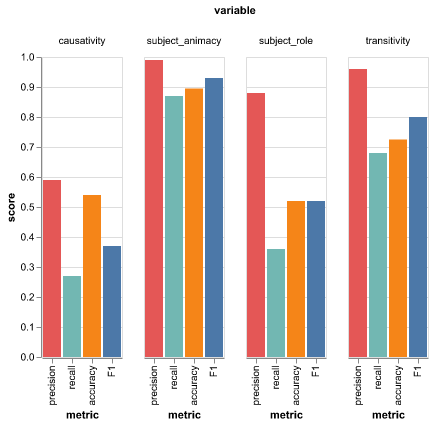 variable
causativity subject_animacy subject_role transitivity
1.0
0.9
0.8
0.7
0.6
0.5
0.4
0.3
0.2
0.1
0.0
score
precision recall accuracy F1 precision recall accuracy F1 precision recall accuracy F1 precision recall accuracy F1
metric metric metric metric